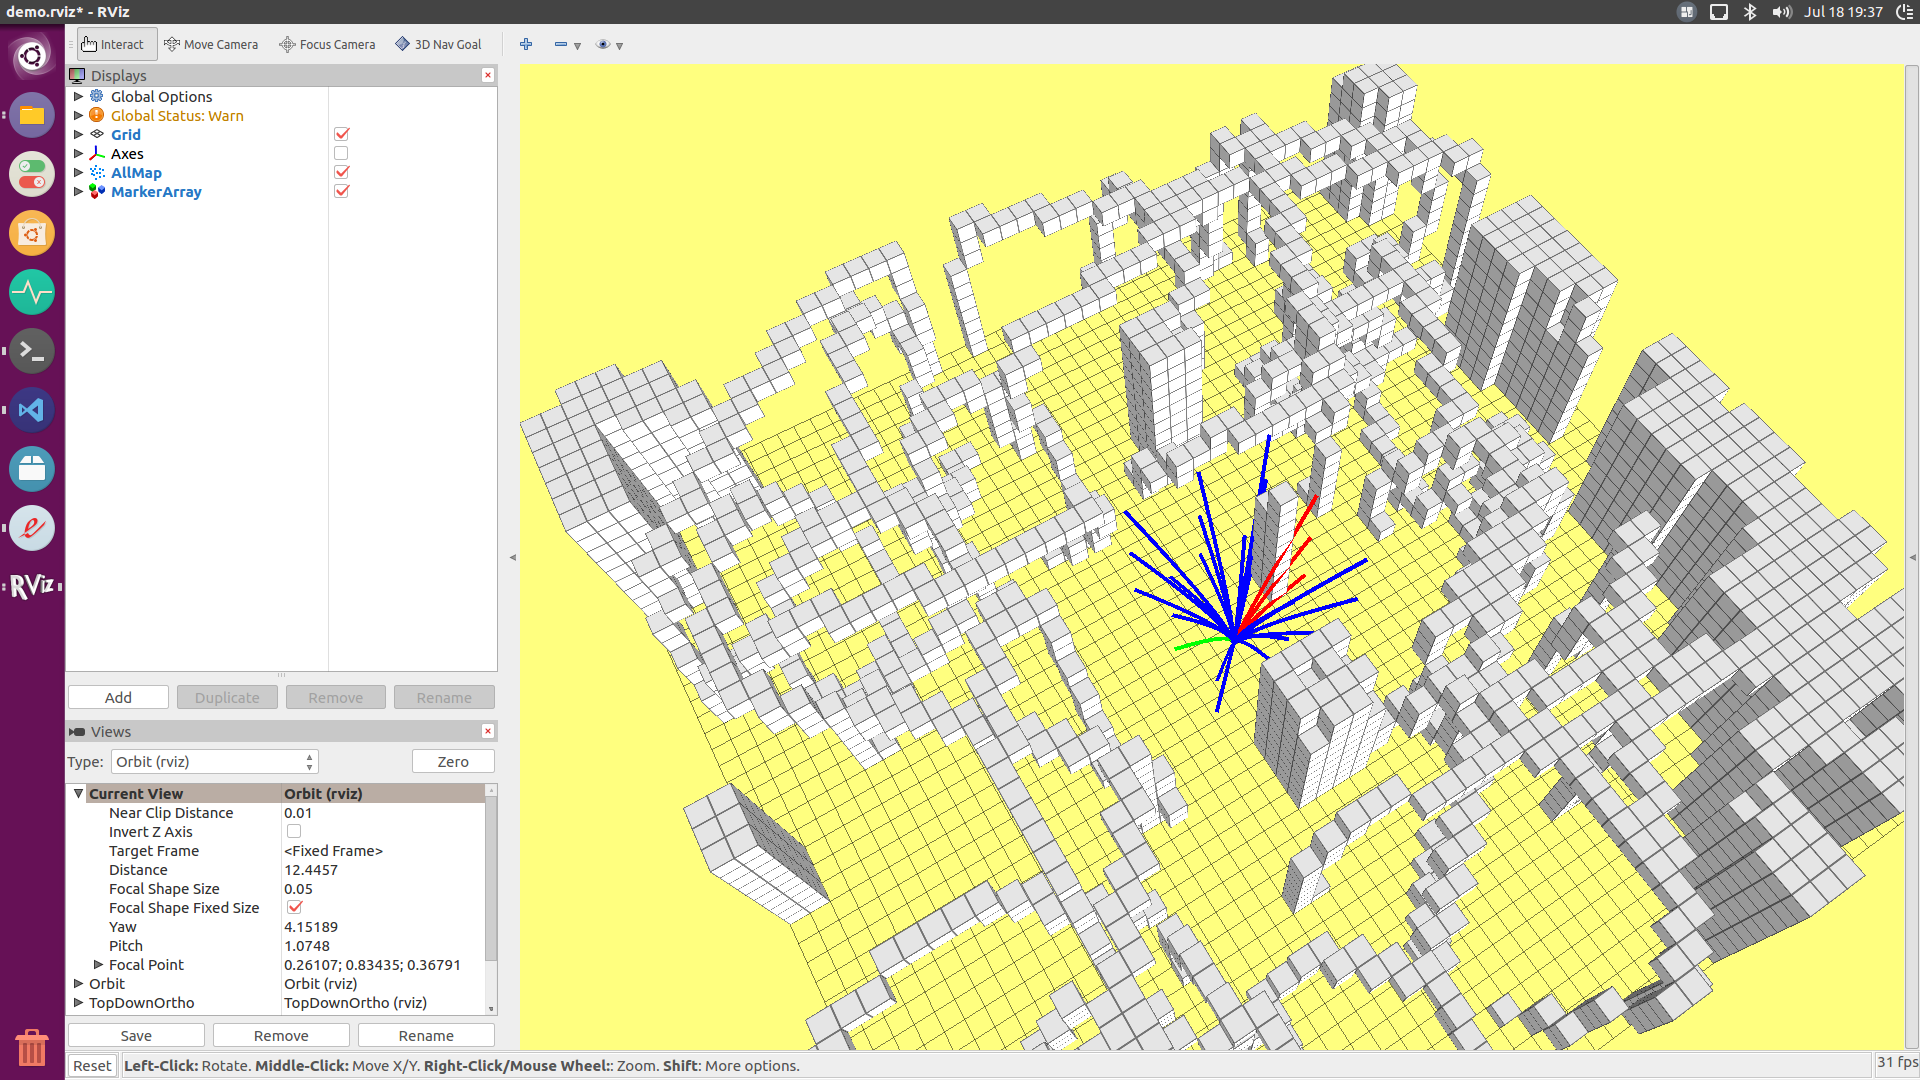 demo.rviz* - RViz
Jul 18 19:37
Interact
Move Camera
Focus Camera
3D Nav Goal
Displays
Global Options
Global Status: Warn
Grid
Axes
AllMap
MarkerArray
Add
Duplicate
Remove
Rename
Views
Type:
Orbit (rviz)
Zero
Current View Orbit (rviz)
Near Clip Distance 0.01
Invert Z Axis
Target Frame <Fixed Frame>
Distance 12.4457
Focal Shape Size 0.05
Focal Shape Fixed Size
Yaw 4.15189
Pitch 1.0748
Focal Point 0.26107; 0.83435; 0.36791
Orbit Orbit (rviz)
TopDownOrtho TopDownOrtho (rviz)
Save
Remove
Rename
Reset
Left-Click: Rotate. Middle-Click: Move X/Y. Right-Click/Mouse Wheel:: Zoom. Shift: More options.
31 fps
RViz